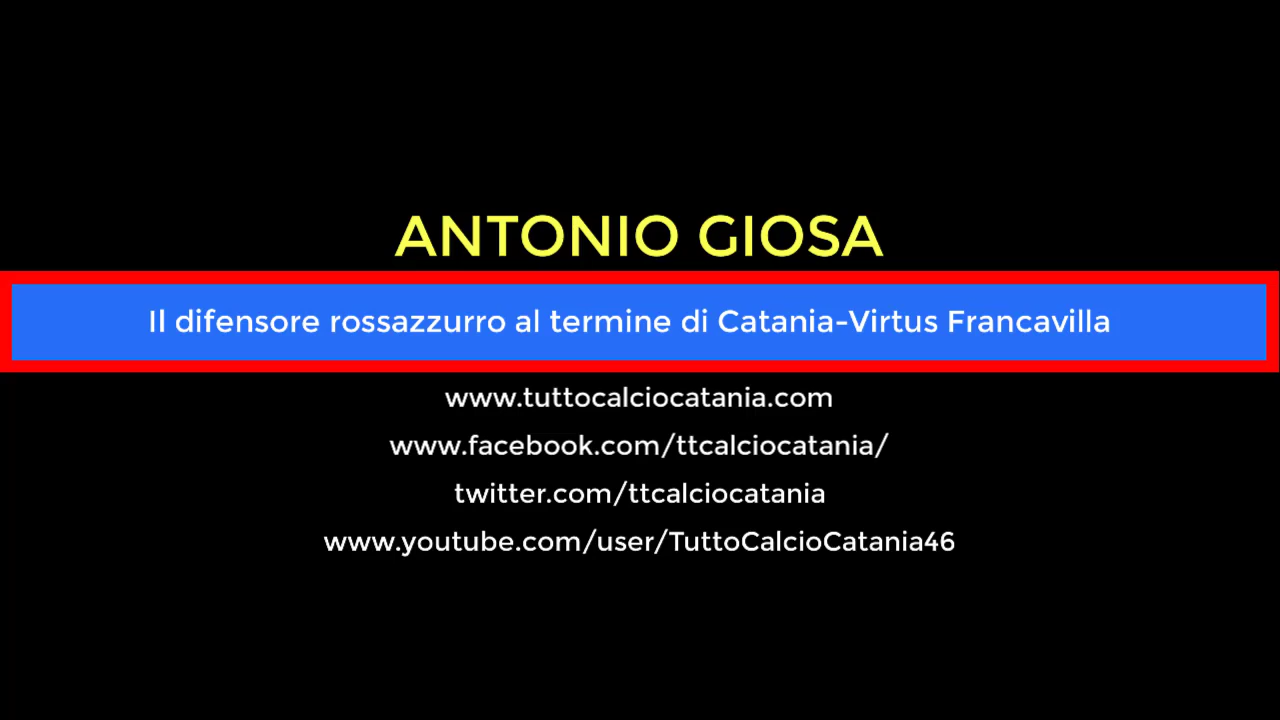 ANTONIO GIOSA
Il difensore rossazzurro al termine di Catania-Virtus Francavilla
www.tuttocalciocatania.com
www.facebook.com/ttcalciocatania/
twitter.com/ttcalciocatania
www.youtube.com/user/TuttoCalcioCatania46